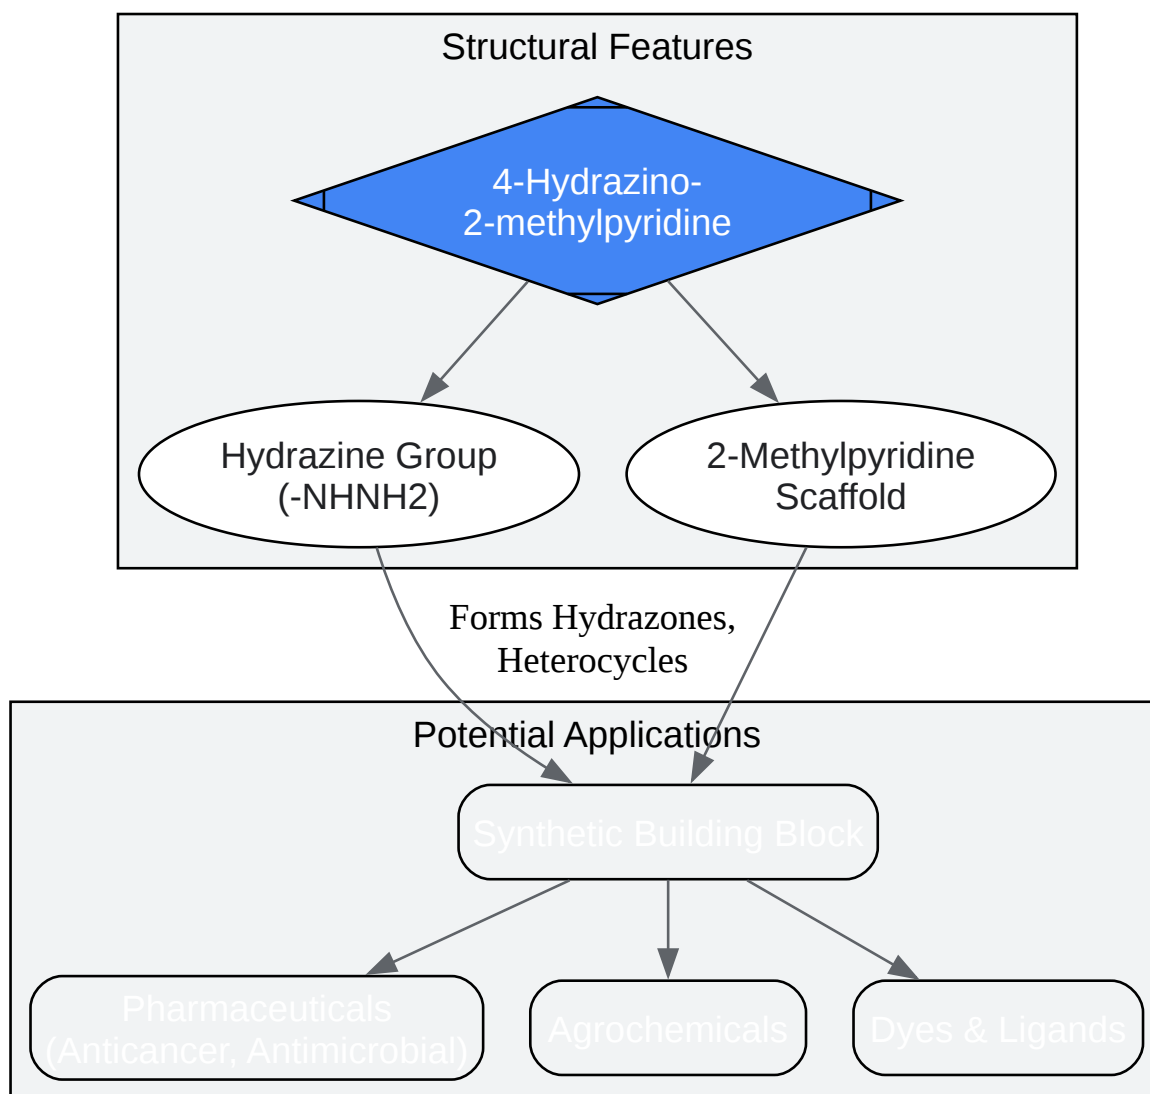 Structural Features
4-Hydrazino-
2-methylpyridine
Hydrazine Group
(-NHNH2)
2-Methylpyridine
Scaffold
Forms Hydrazones,
Heterocycles
Potential Applications
Synthetic Building Block
Pharmaceuticals
(Anticancer, Antimicrobial)
Agrochemicals
Dyes & Ligands